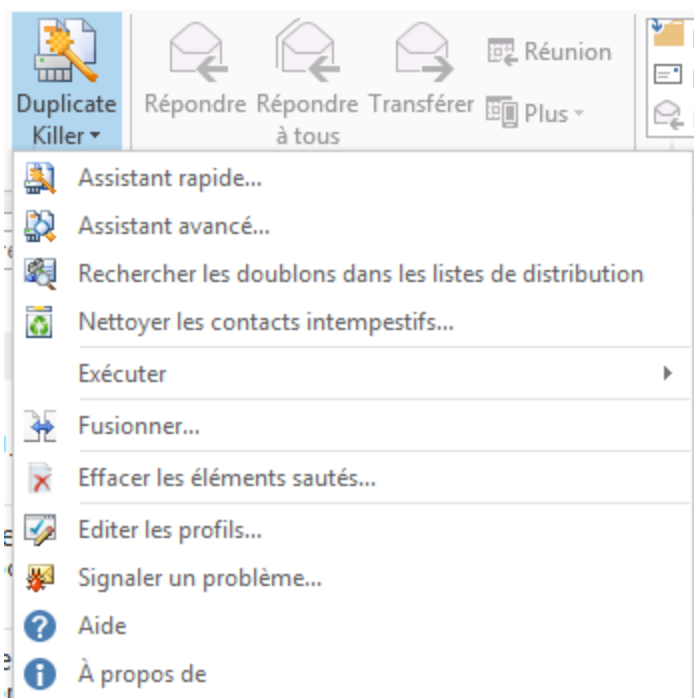 Duplicate
Killer
Répondre
Répondre
à tous
Transférer
Réunion
Plus
Assistant rapide...
Assistant avancé...
Rechercher les doublons dans les listes de distribution
Nettoyer les contacts intempestifs...
Exécuter
Fusionner...
Effacer les éléments sautés...
Editer les profils...
Signaler un problème...
Aide
À propos de